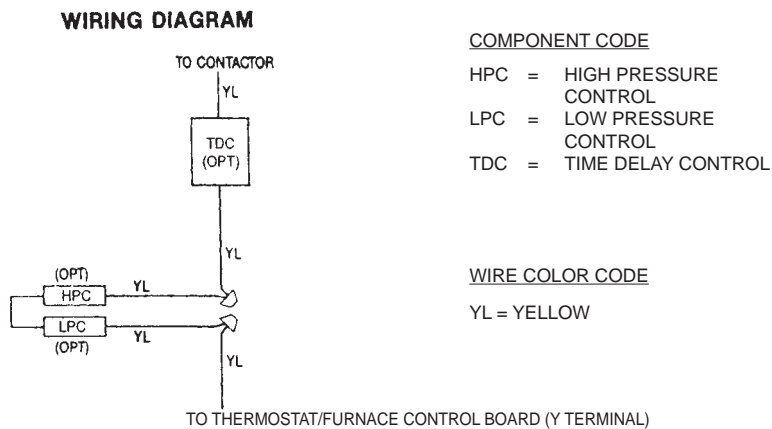 WIRING DIAGRAM
TO CONTACTOR
YL
TDC
(OPT)
YL
(OPT)
HPC
YL
LPC
YL
(OPT)
YL
TO THERMOSTAT/FURNACE CONTROL BOARD (Y TERMINAL)
COMPONENT CODE
HPC = HIGH PRESSURE
CONTROL
LPC = LOW PRESSURE
CONTROL
TDC = TIME DELAY CONTROL
WIRE COLOR CODE
YL = YELLOW